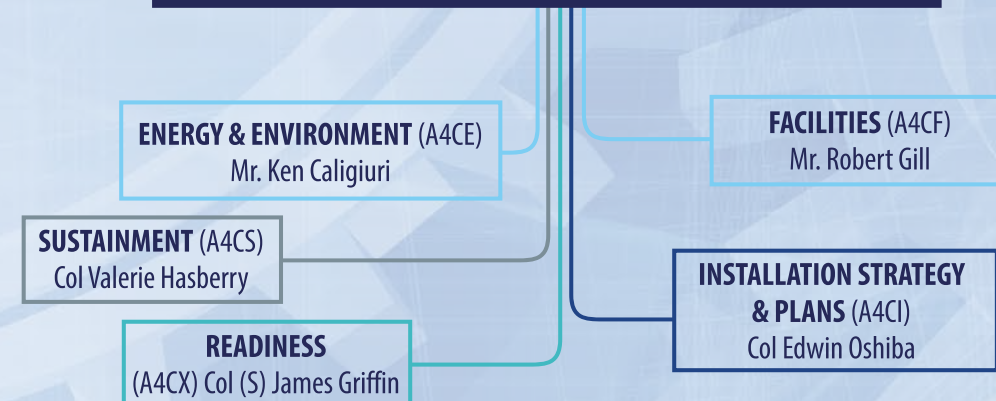 ENERGY & ENVIRONMENT (A4CE)
Mr. Ken Caligiuri
FACILITIES (A4CF)
Mr. Robert Gill
SUSTAINMENT (A4CS)
Col Valerie Hasberry
INSTALLATION STRATEGY
& PLANS (A4CI)
Col Edwin Oshiba
READINESS
(A4CX) Col (S) James Griffin